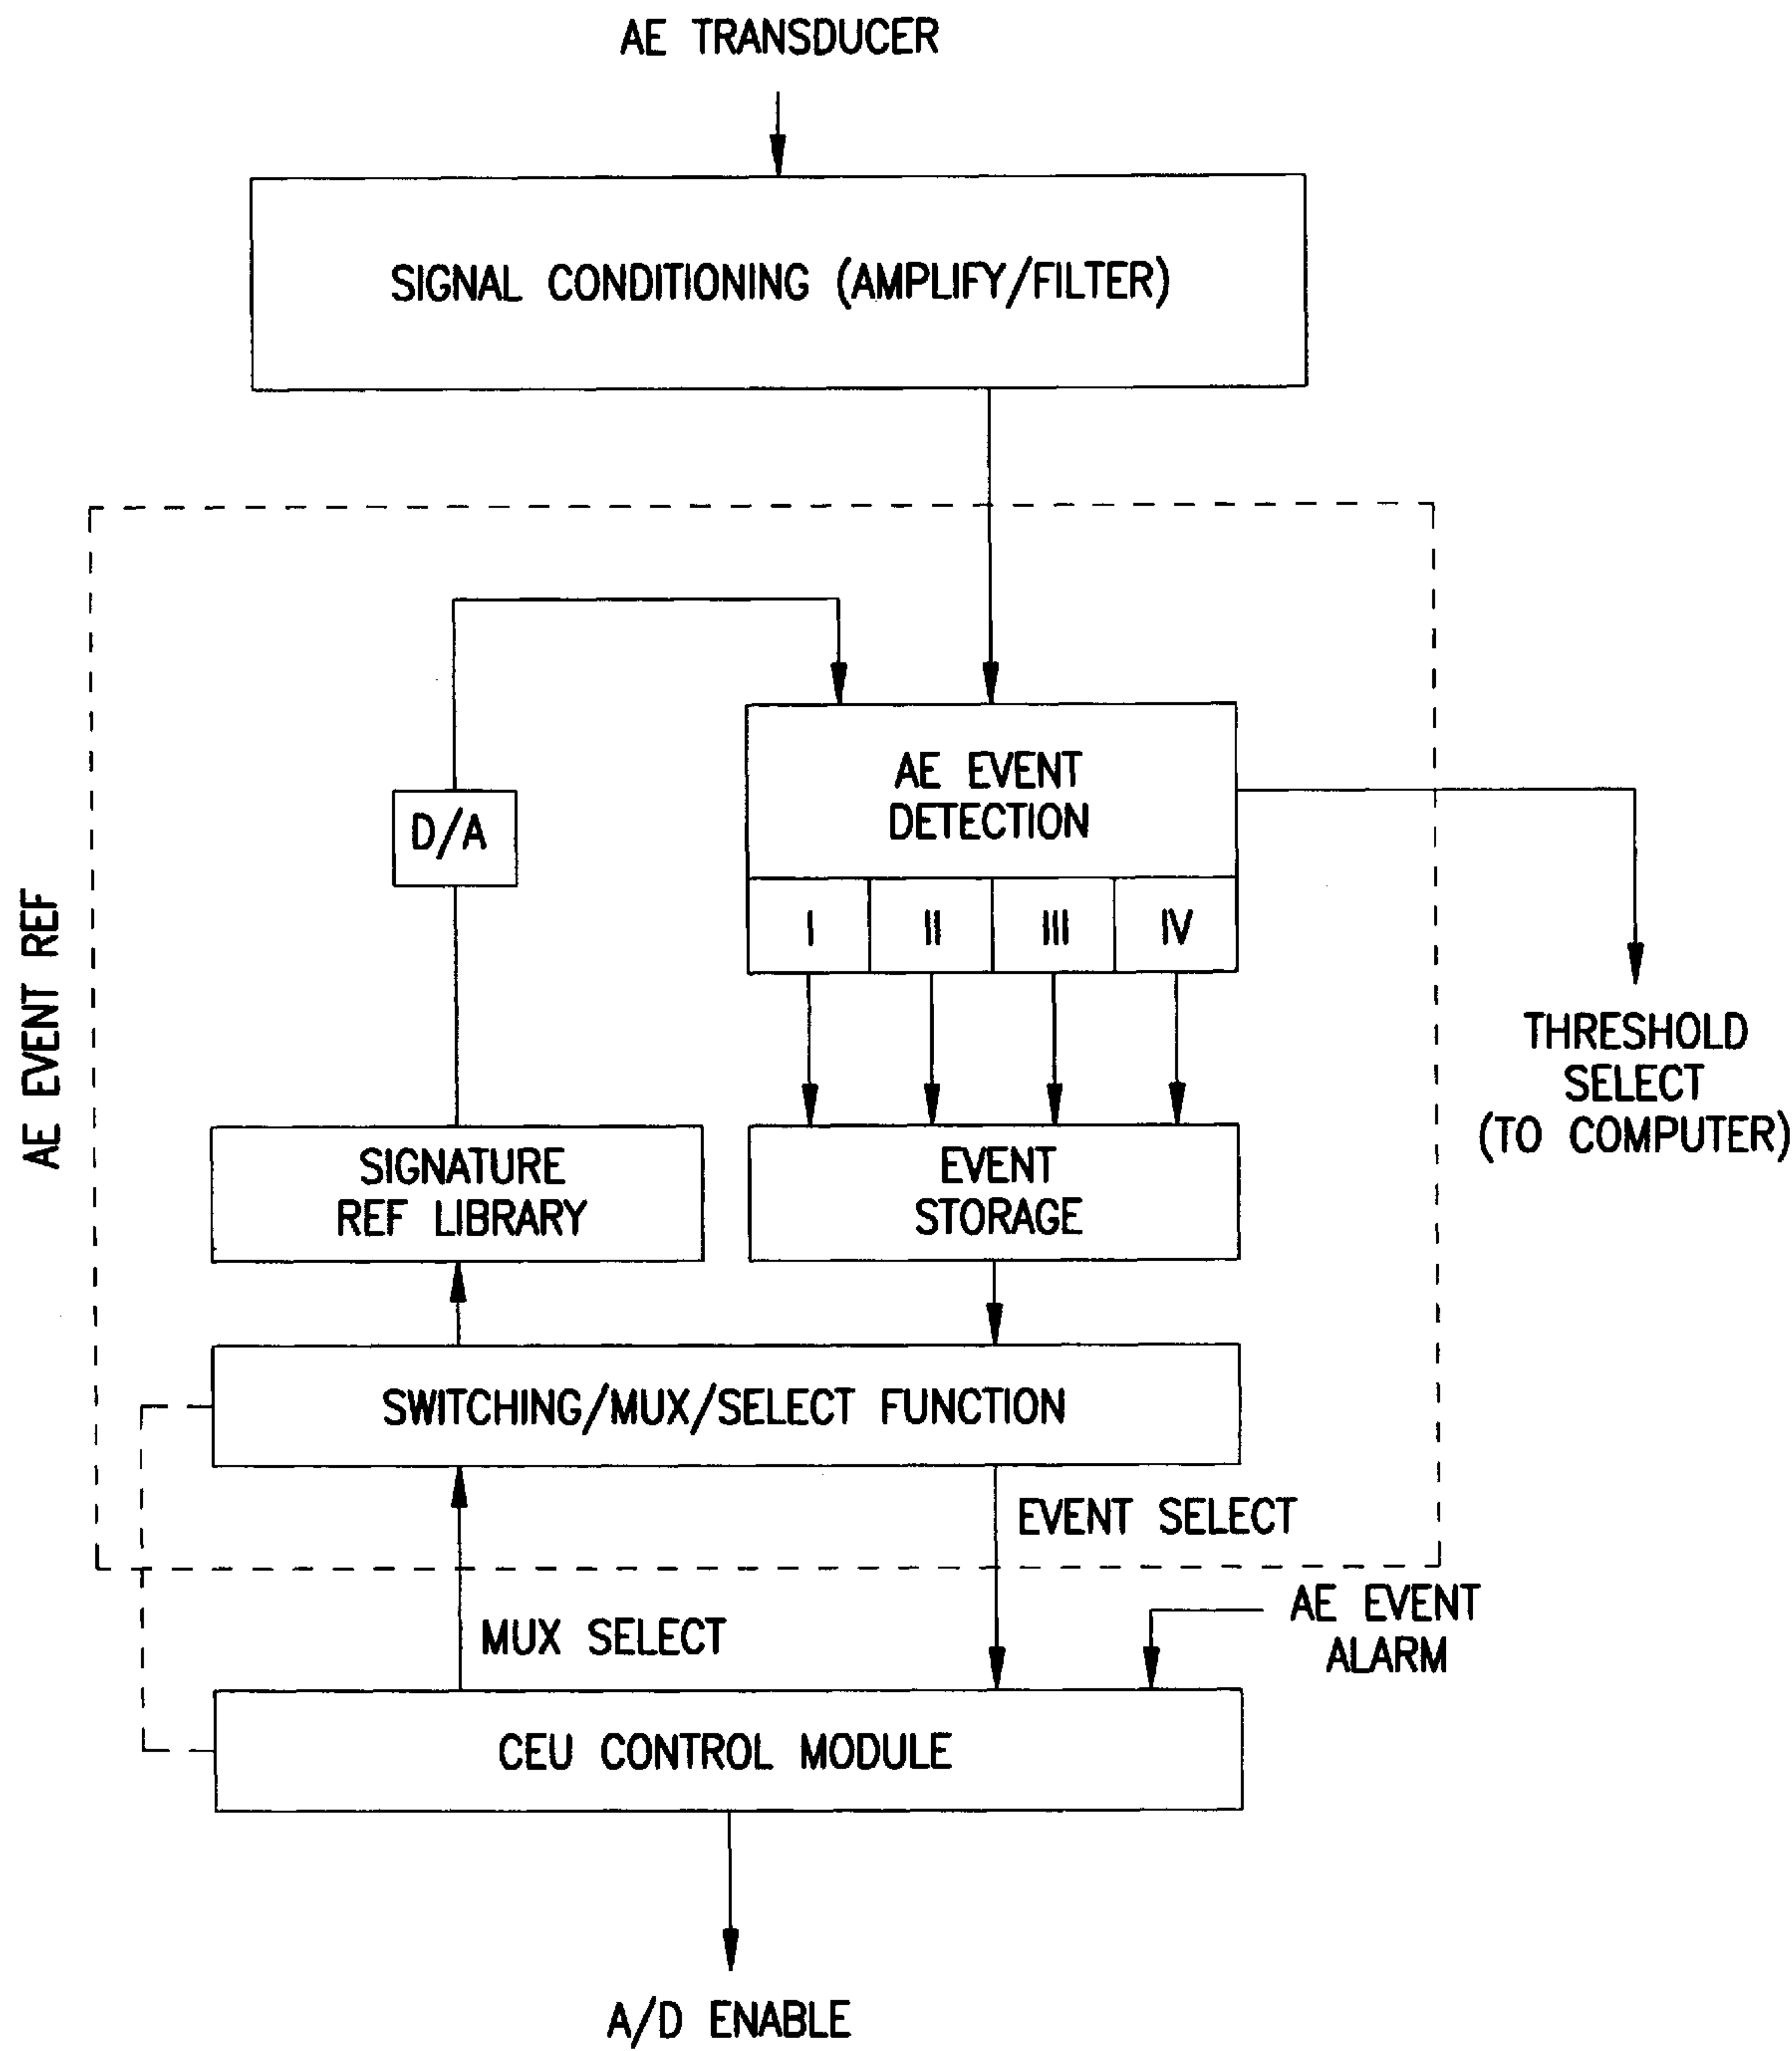 AE TRANSDUCER
SIGNAL CONDITIONING (AMPLIFY/FILTER)
AE EVENT REF
AE EVENT
DETECTION
D/A
I II III IV
THRESHOLD
SELECT
(TO COMPUTER)
SIGNATURE
REF LIBRARY
EVENT
STORAGE
SWITCHING/MUX/SELECT FUNCTION
EVENT SELECT
MUX SELECT
AE EVENT
ALARM
CEU CONTROL MODULE
A/D ENABLE